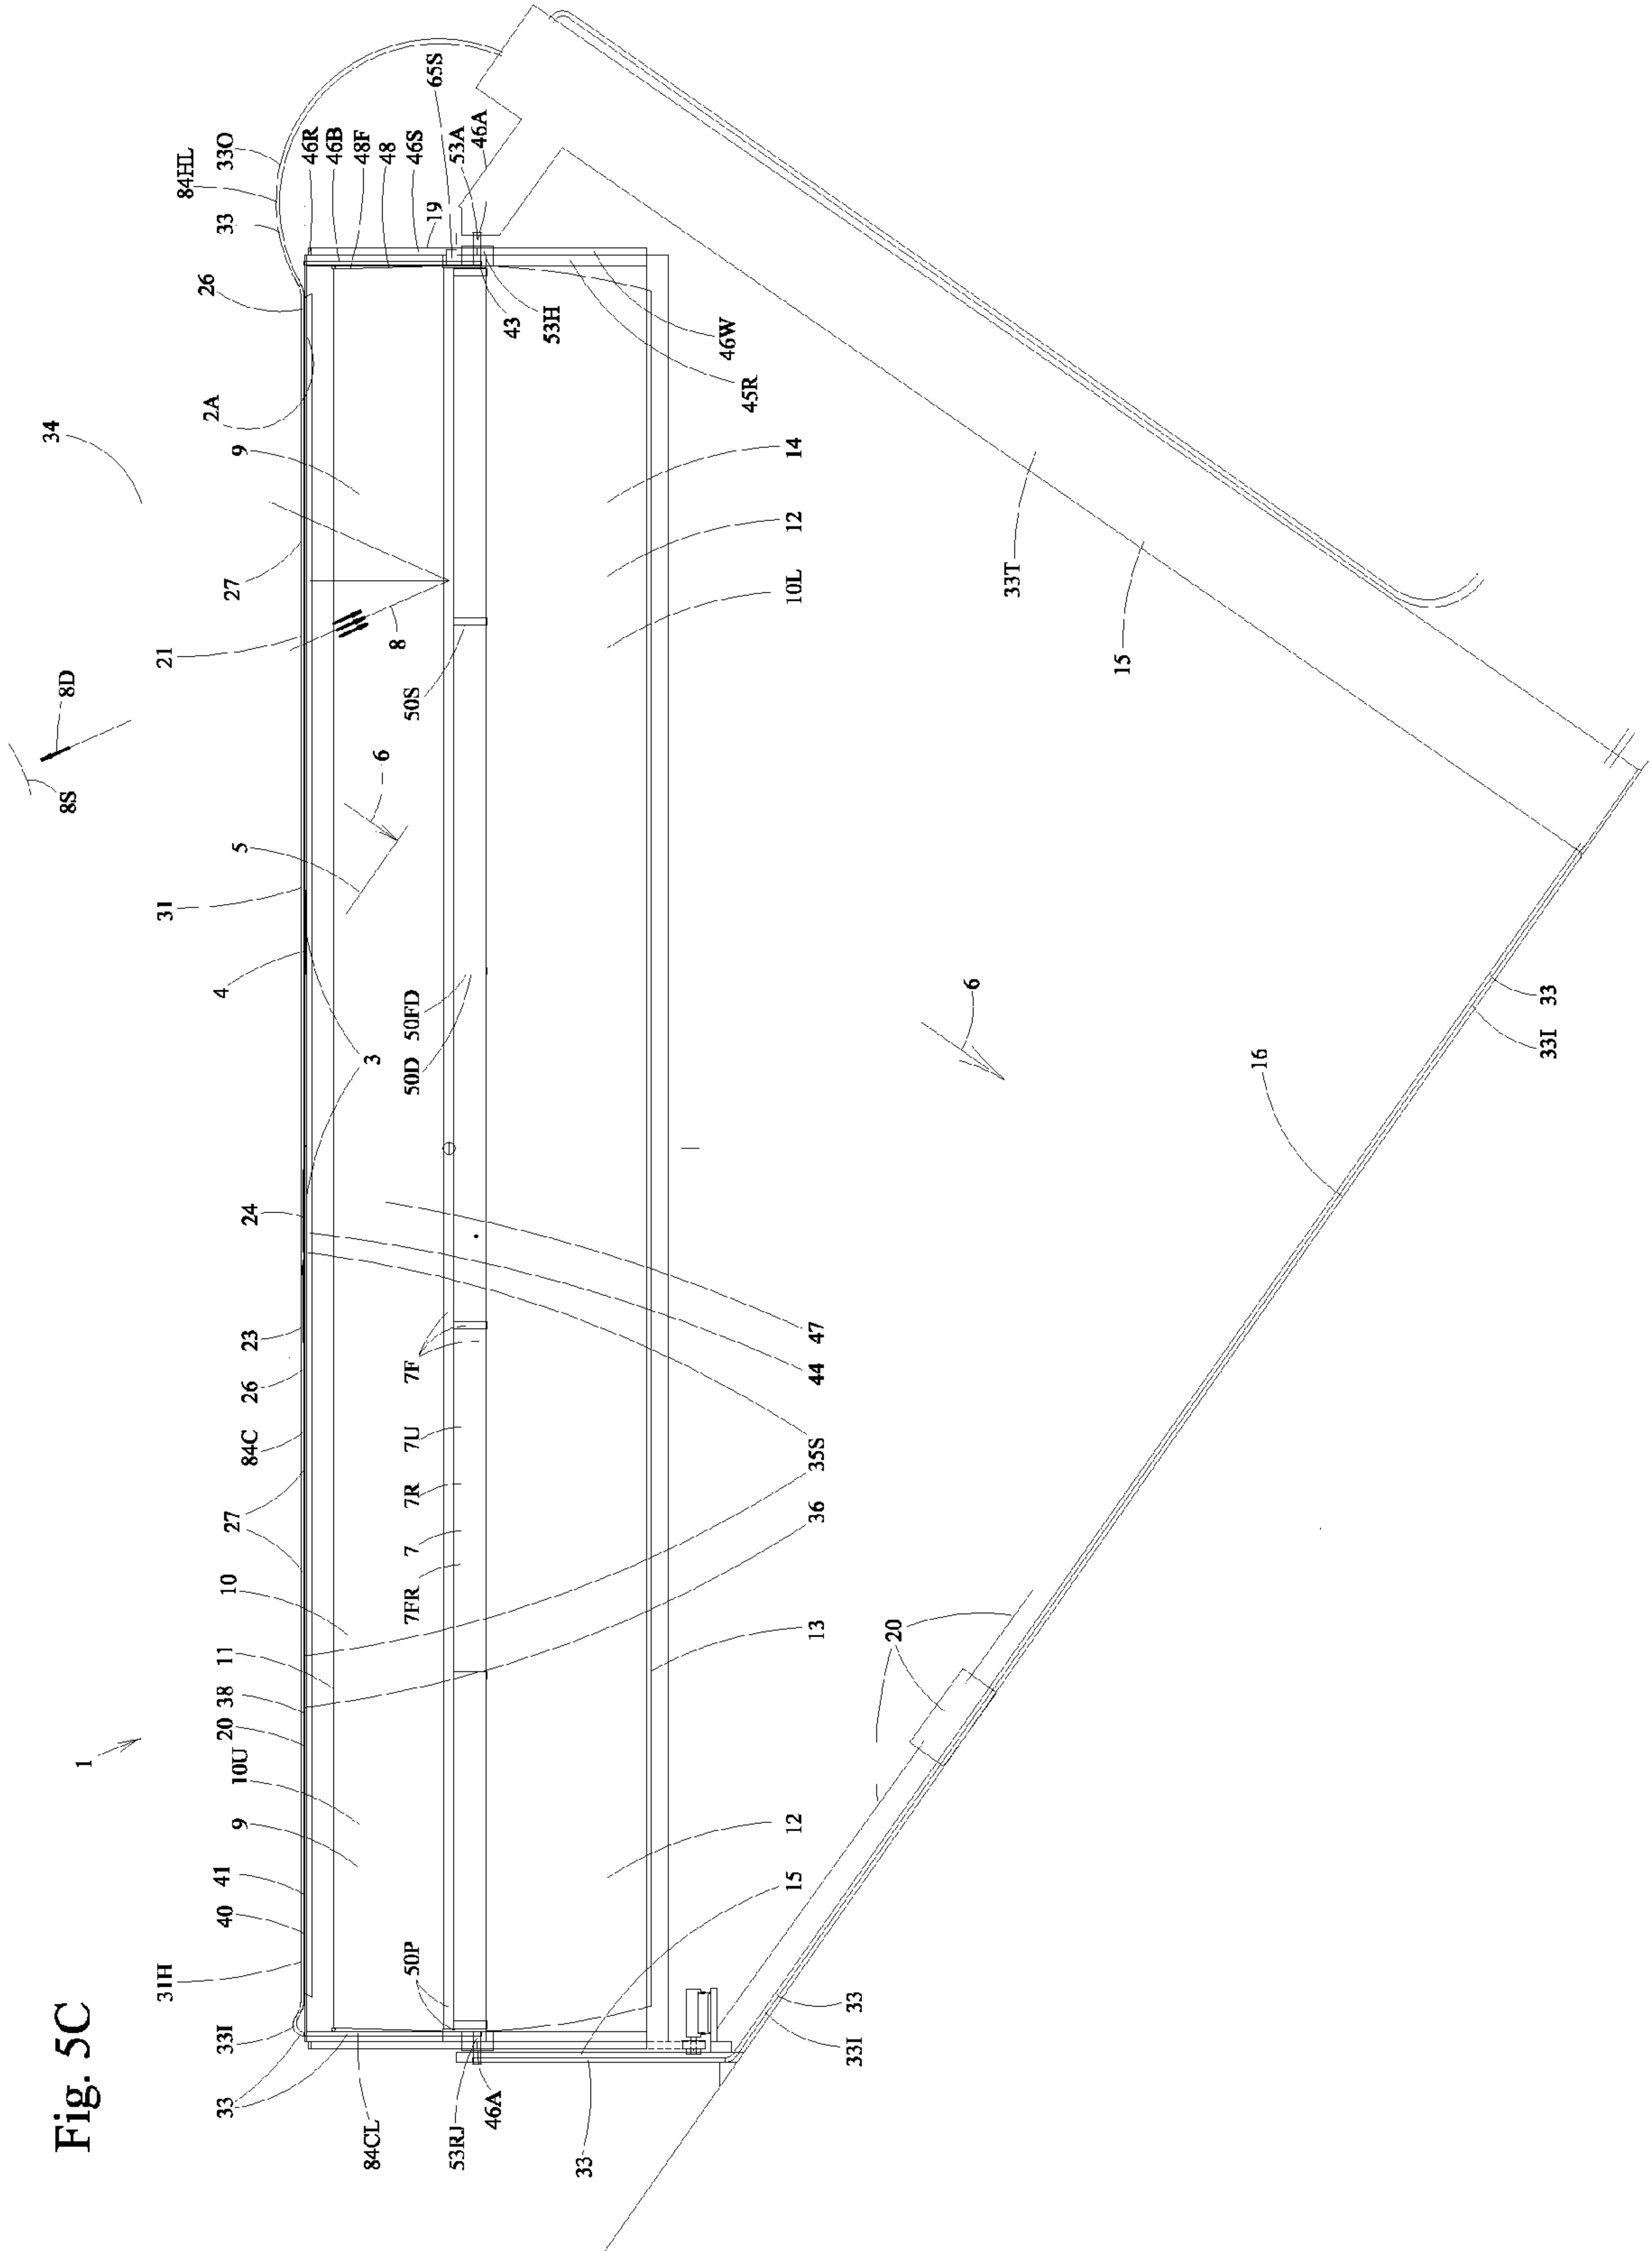 Fig. 5C
1
8S
8D
34
31H
31
21
84HL
33
33I
40
41
9
10U
20
38
11
10
27
84C
26
23
24
4
5
27
9
2A
26
33
33O
46R
46B
48F
48
46S
19
65S
84CL
3
6
8
50P
7FR
7
7R
7U
7F
50D
50FD
50S
53RJ
46A
43
53H
53A
46A
33
45R
46W
15
12
13
36
35S
44
47
10L
12
14
33I
33
20
6
33T
15
16
33I
33